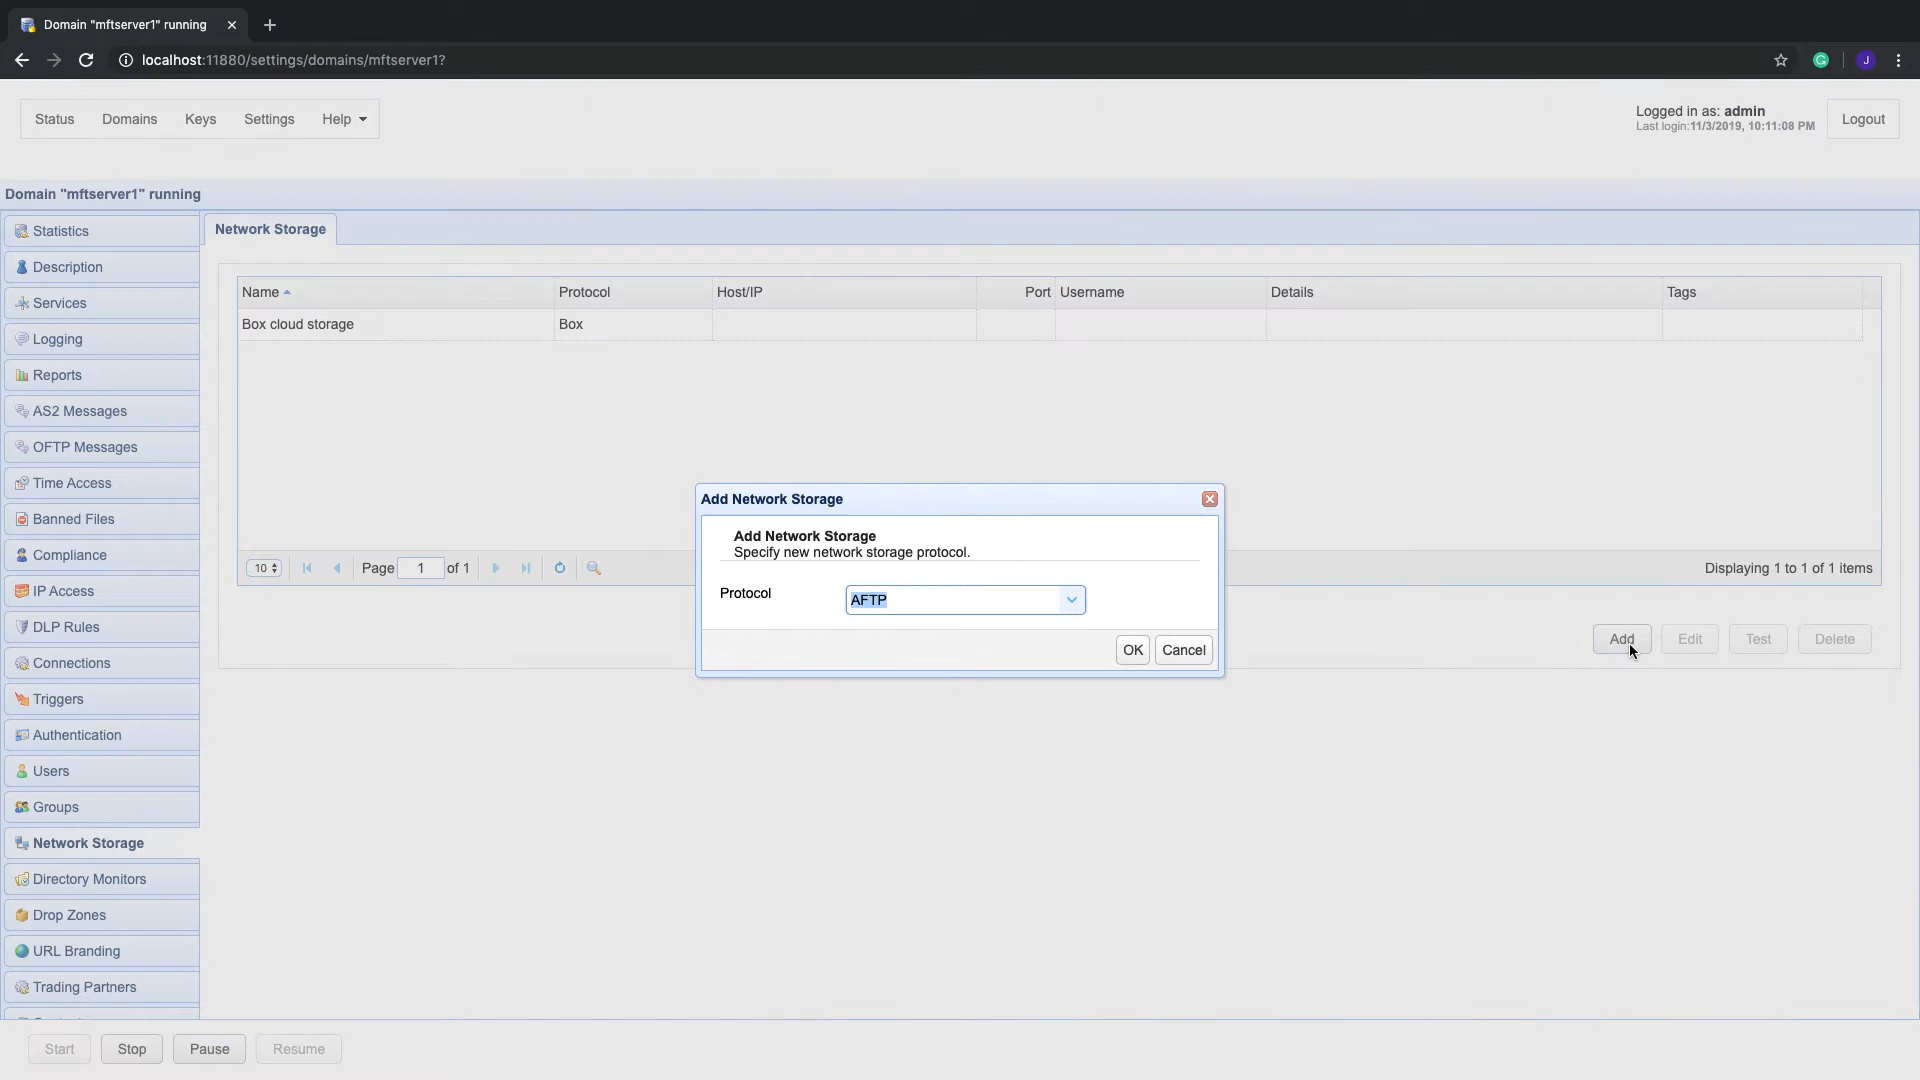 Domain "mftserver1" running
localhost:11880/settings/domains/mftserver1?
G
J
Status Domains Keys Settings Help
Logged in as: admin
Last login:11/3/2019, 10:11:08 PM
Logout
Domain "mftserver1" running
Statistics
Description
Services
Logging
Reports
AS2 Messages
OFTP Messages
Time Access
Banned Files
Compliance
IP Access
DLP Rules
Connections
Triggers
Authentication
Users
Groups
Network Storage
Directory Monitors
Drop Zones
URL Branding
Trading Partners
Network Storage
Name Protocol Host/IP Port Username Details Tags
Box cloud storage Box
10 Page 1 of 1 Displaying 1 to 1 of 1 items
Add Edit Test Delete
Add Network Storage
Add Network Storage
Specify new network storage protocol.
Protocol AFTP
OK Cancel
Start Stop Pause Resume